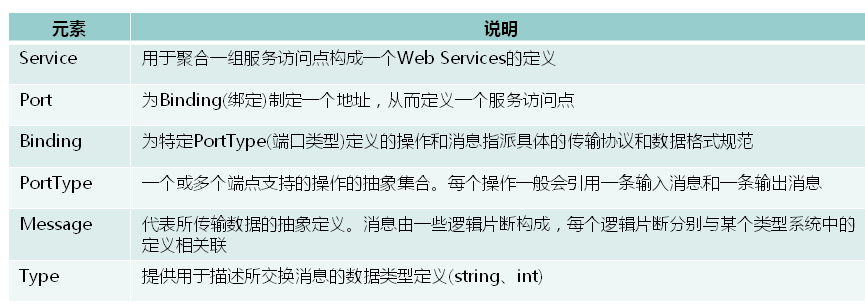 元素 说明
Service 用于聚合一组服务访问点构成一个Web Services的定义
Port 为Binding(绑定)制定一个地址，从而定义一个服务访问点
Binding 为特定PortType(端口类型)定义的操作和消息指派具体的传输协议和数据格式规范
PortType 一个或多个端点支持的操作的抽象集合。每个操作一般会引用一条输入消息和一条输出消息
Message 代表所传输数据的抽象定义。消息由一些逻辑片断构成，每个逻辑片断分别与某个类型系统中的
定义相关联
Type 提供用于描述所交换消息的数据类型定义(string、int)